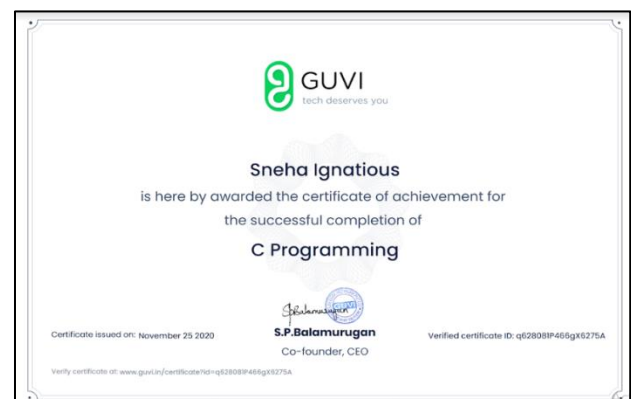 GUVI
tech deserves you
Sneha Ignatious
is here by awarded the certificate of achievement for
the successful completion of
C Programming
S.P.Balamurugan
Co-founder, CEO
Certificate issued on: November 25 2020
Verified certificate ID: q628081P466gX6275A
Verify certificate at: www.guvi.in/certificate?id=q628081P466gX6275A